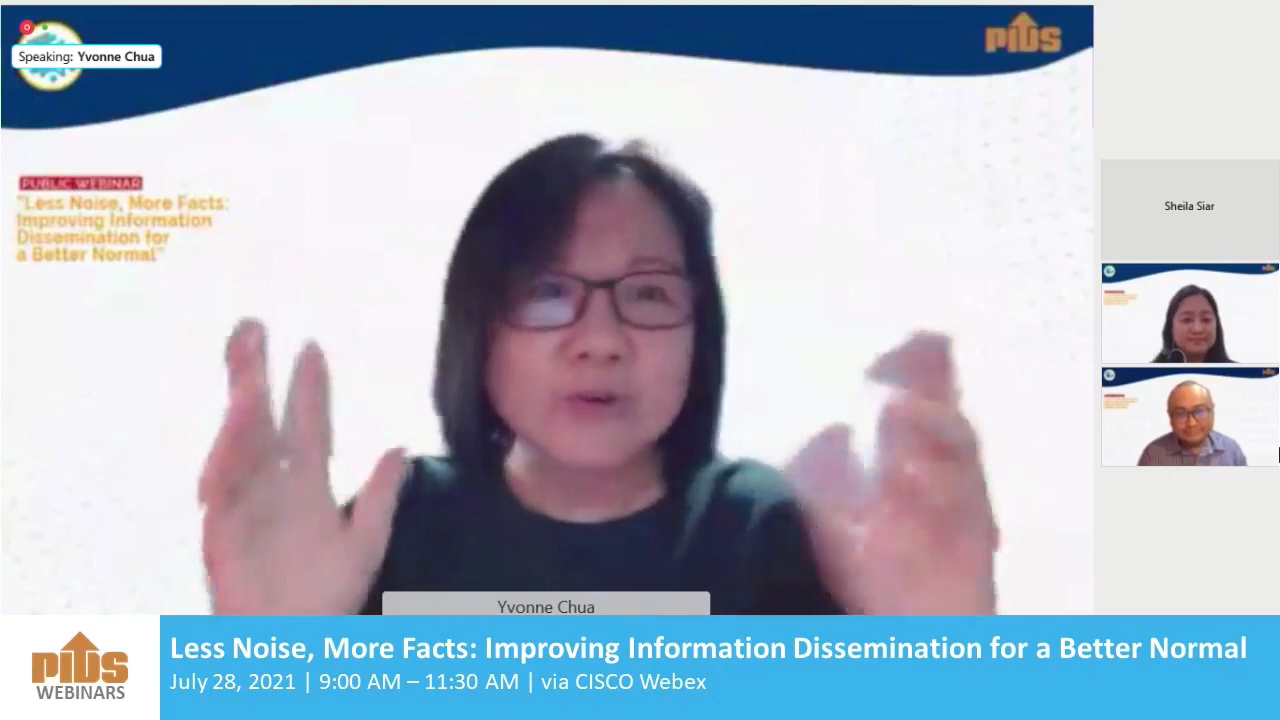 Speaking: Yvonne Chua
PIDS
PUBLIC WEBINAR
"Less Noise, More Facts:
Improving Information
Dissemination for
a Better Normal"
Sheila Siar
Yvonne Chua
PIDS
WEBINARS
Less Noise, More Facts: Improving Information Dissemination for a Better Normal
July 28, 2021 | 9:00 AM – 11:30 AM | via CISCO Webex